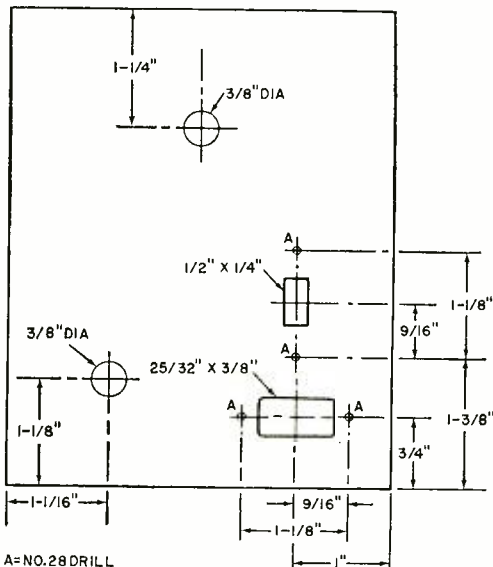 1-1/4"
3/8"DIA
A
1/2" X 1/4"
1-1/8"
9/16"
3/8"DIA
A
25/32" X 3/8"
A
A
1-3/8"
1-1/8"
3/4"
1-1/16"
9/16"
1-1/8"
A=NO.28DRILL
1"